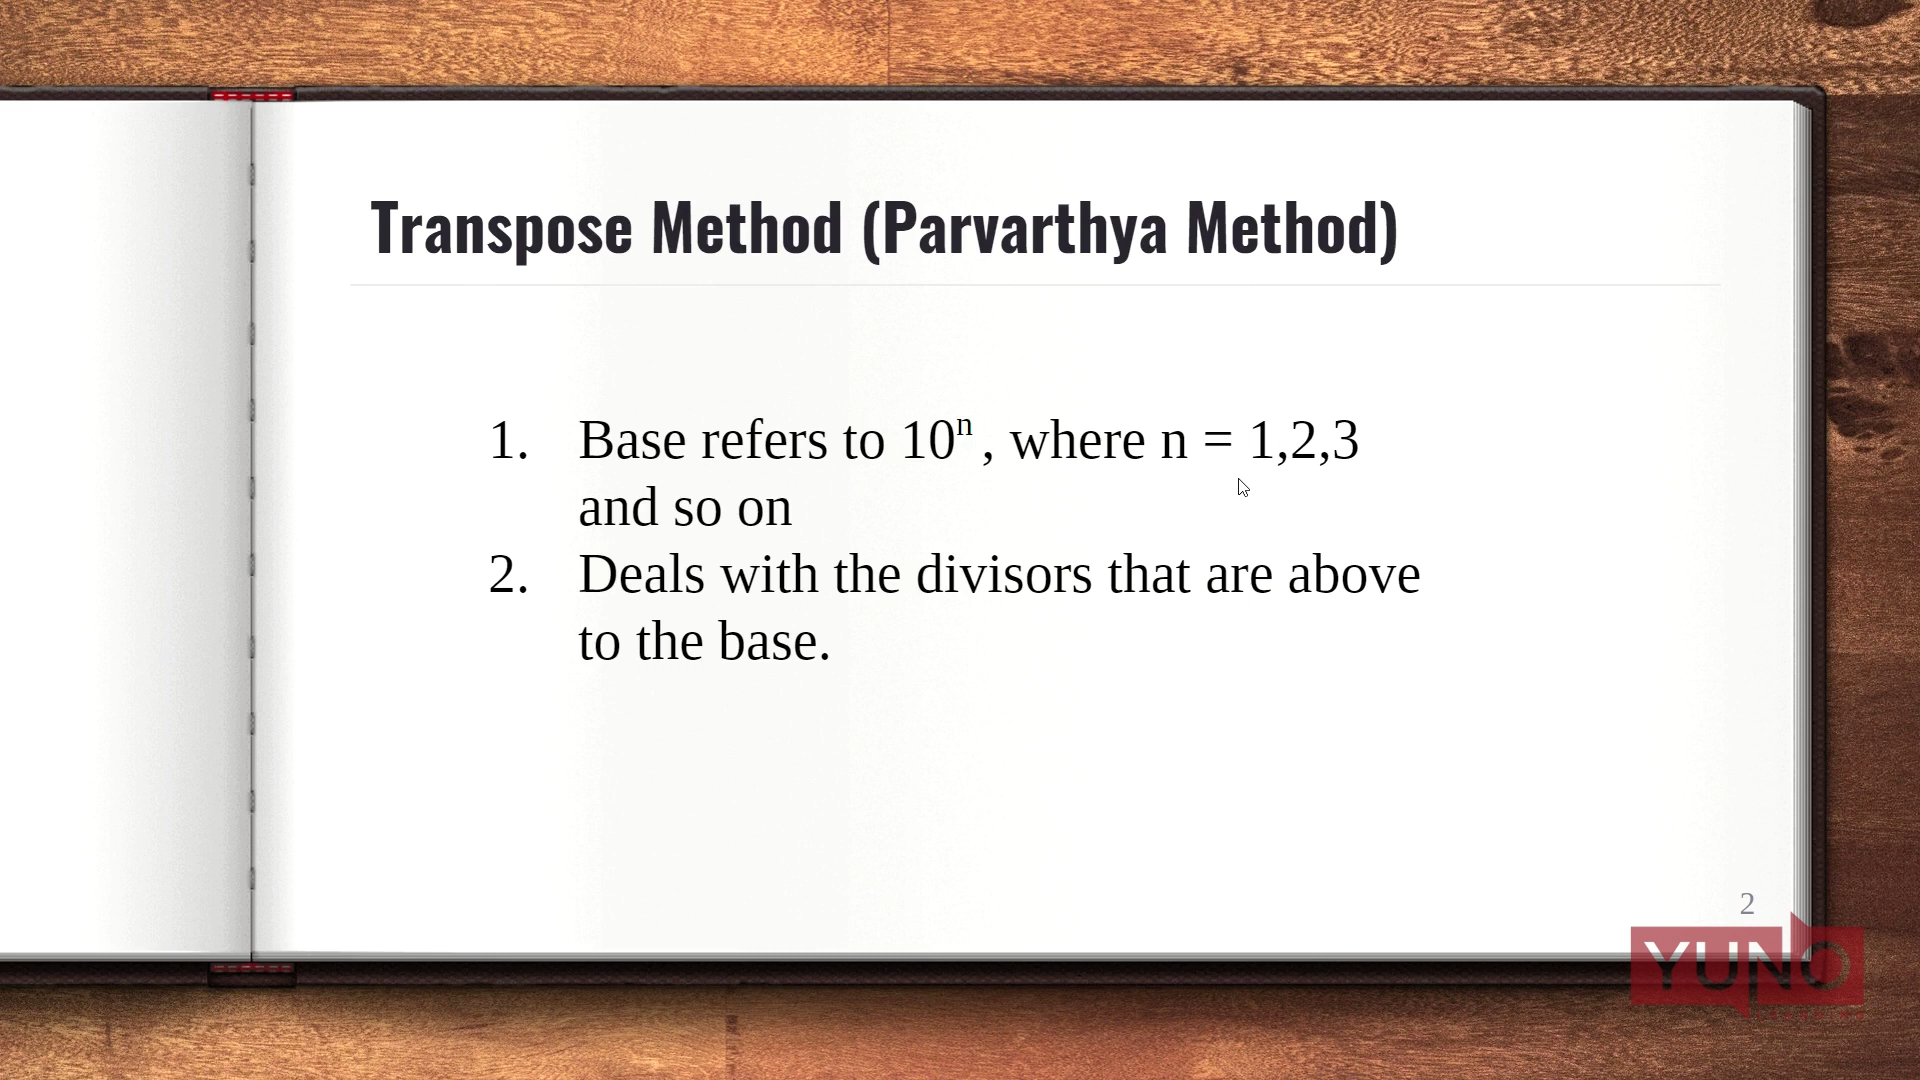 Transpose Method (Parvarthya Method)
1. Base refers to 10ⁿ , where n = 1,2,3
and so on
2. Deals with the divisors that are above
to the base.
2
YUNO